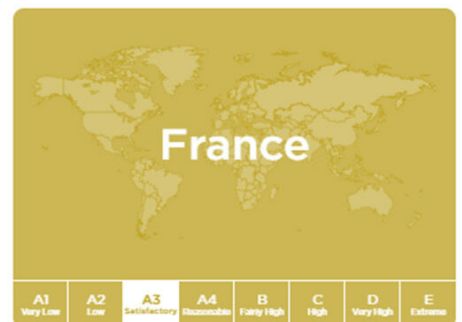 France
A1 A2 A3 A4 B C D E
Very Low Low Satisfactory Reasonable Fairly High High Very High Extreme